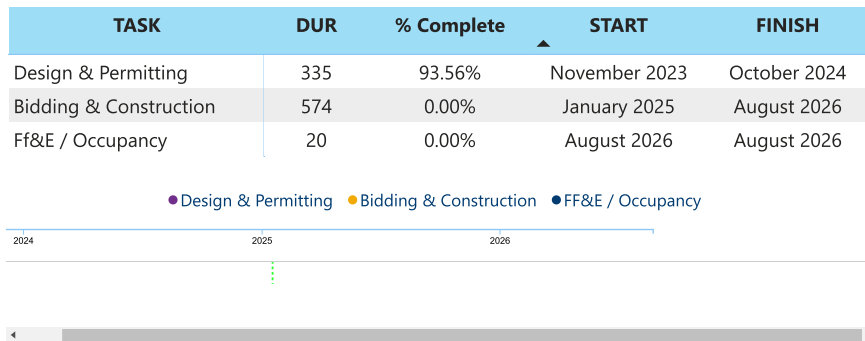 TASK DUR % Complete START FINISH
Design & Permitting 335 93.56% November 2023 October 2024
Bidding & Construction 574 0.00% January 2025 August 2026
Ff&E / Occupancy 20 0.00% August 2026 August 2026
Design & Permitting Bidding & Construction FF&E / Occupancy
2024 2025 2026